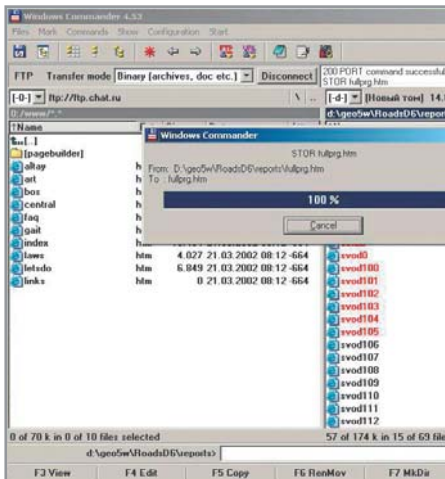 Windows Commander 4.53
Files Mark Commands Show Configuration Start
FTP Transfer mode Binary (archives, doc etc.) Disconnect
200 PORT command successful
STOR fullprg.htm
[-0-] ftp://ftp.chat.ru \ .. [-d-] [Новый том] 14.
0:/www/*.* d:\geo5w\RoadsD6\repor
↑Name
[..]
[pagebuilder]
altay h
art h
bos h
central h
faq h
gait h
index htm
laws htm 4.027 21.03.2002 08:12 -664
letsdo htm 6.849 21.03.2002 08:12 -664
links htm 0 21.03.2002 08:12 -664
Windows Commander
STOR fullprg.htm
From: D:\geo5w\RoadsD6\reports\fullprg.htm
To : fullprg.htm
100 %
Cancel
svod0
svod100
svod101
svod102
svod103
svod104
svod105
svod106
svod107
svod108
svod109
svod110
svod111
svod112
0 of 70 k in 0 of 10 files selected
57 of 174 k in 15 of 69 file
d:\geo5w\RoadsD6\reports>
F3 View F4 Edit F5 Copy F6 RenMov F7 MkDir